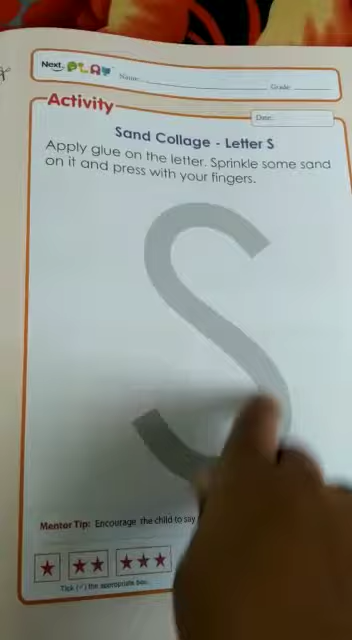 Next PLAY
Name: Grade:
Activity
Date:
Sand Collage - Letter S
Apply glue on the letter. Sprinkle some sand
on it and press with your fingers.
S
Mentor Tip: Encourage the child to say
Tick (✓) the appropriate box.